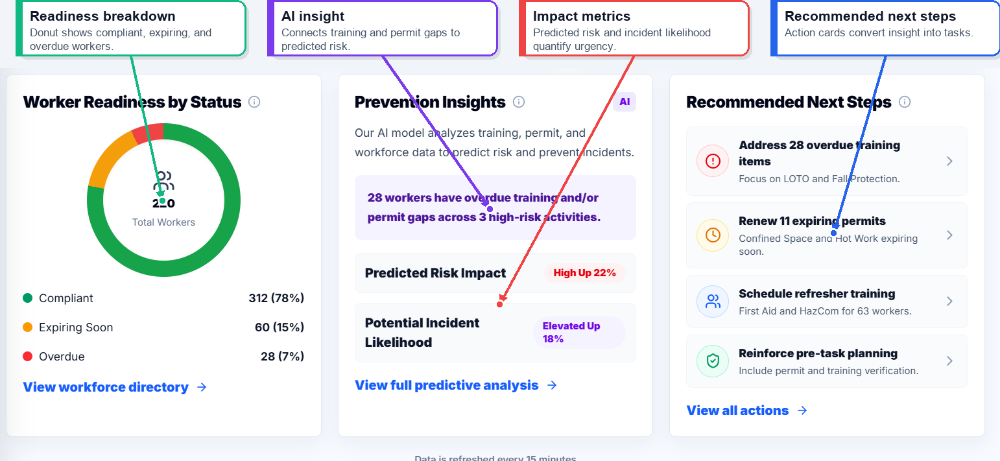 Readiness breakdown
Donut shows compliant, expiring, and
overdue workers.
AI insight
Connects training and permit gaps to
predicted risk.
Impact metrics
Predicted risk and incident likelihood
quantify urgency.
Recommended next steps
Action cards convert insight into tasks.
Worker Readiness by Status
Total Workers
Compliant
312 (78%)
Expiring Soon
60 (15%)
Overdue
28 (7%)
View workforce directory
Prevention Insights
AI
Our AI model analyzes training, permit, and
workforce data to predict risk and prevent incidents.
28 workers have overdue training and/or
permit gaps across 3 high-risk activities.
Predicted Risk Impact
High Up 22%
Potential Incident
Likelihood
Elevated Up
18%
View full predictive analysis
Recommended Next Steps
Address 28 overdue training
items
Focus on LOTO and Fall Protection.
Renew 11 expiring permits
Confined Space and Hot Work expiring
soon.
Schedule refresher training
First Aid and HazCom for 63 workers.
Reinforce pre-task planning
Include permit and training verification.
View all actions
Data is refreshed every 15 minutes